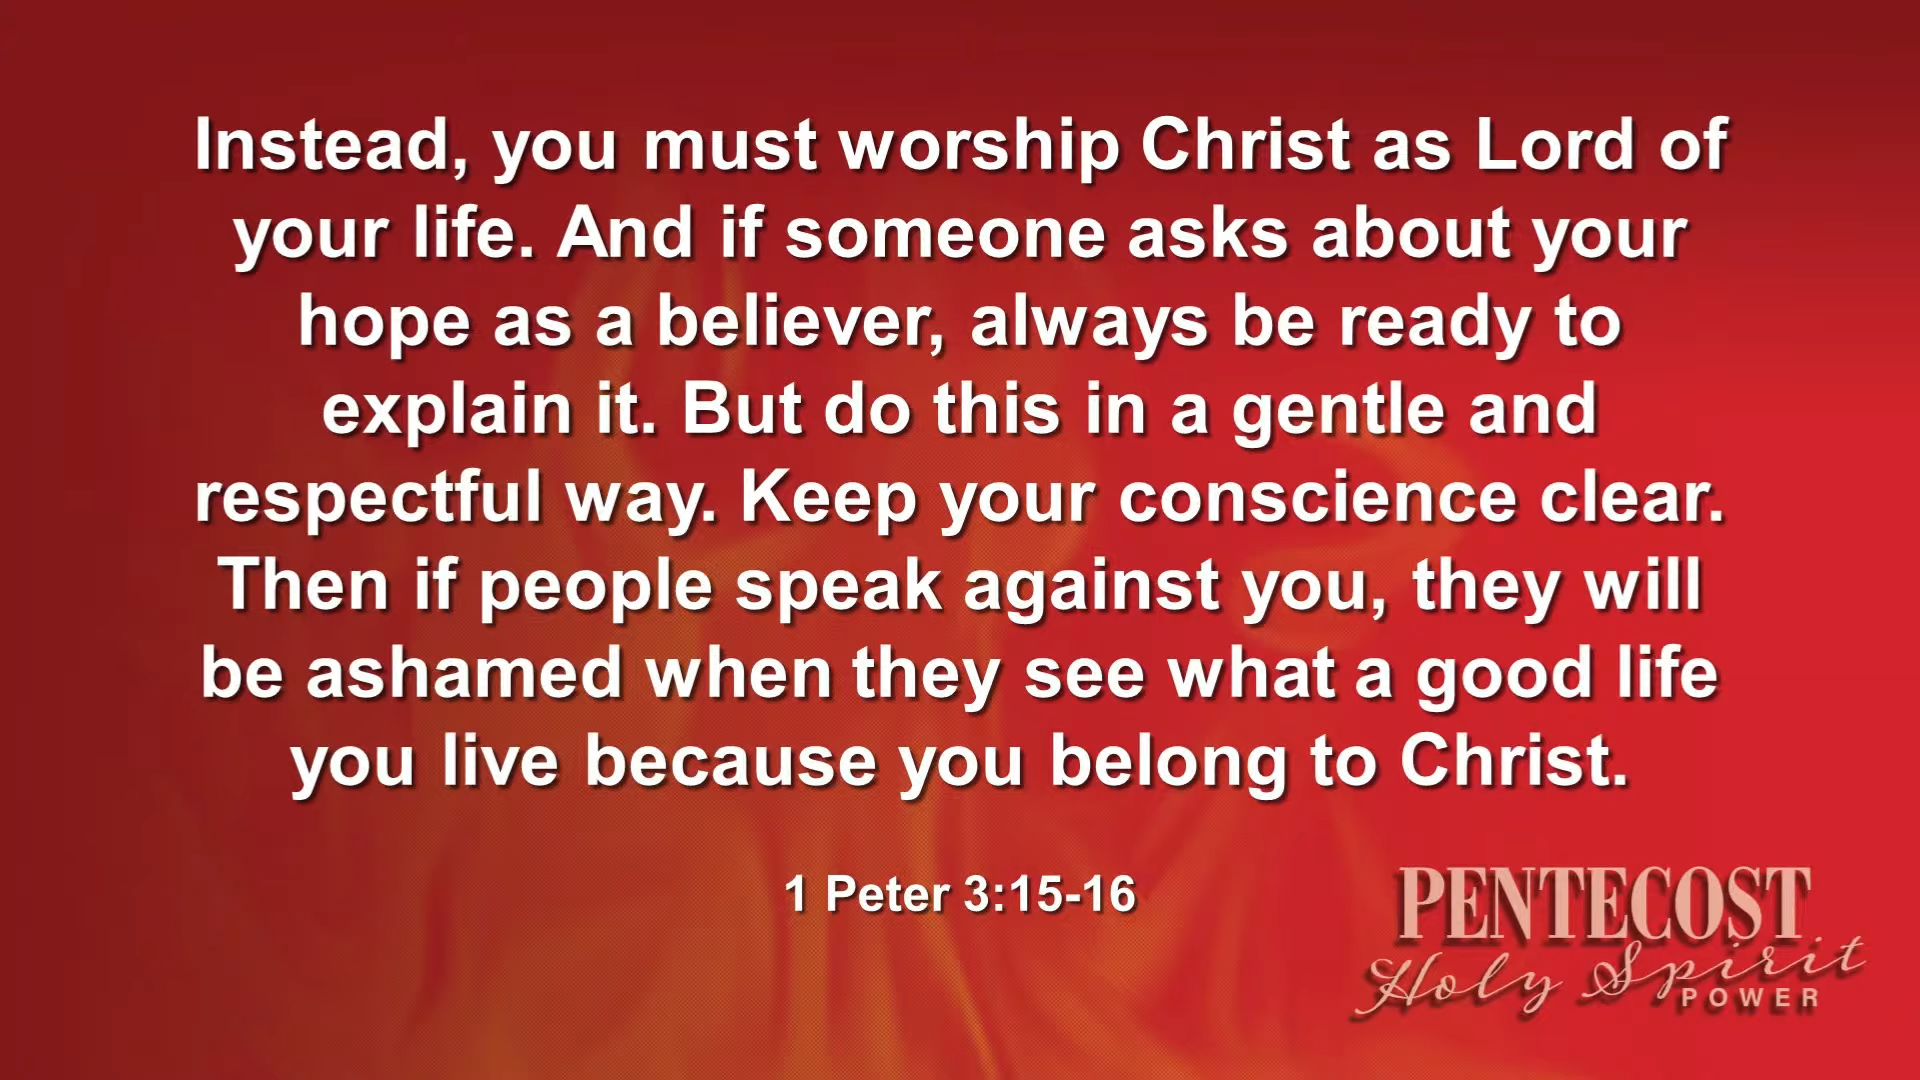 Instead, you must worship Christ as Lord of
your life. And if someone asks about your
hope as a believer, always be ready to
explain it. But do this in a gentle and
respectful way. Keep your conscience clear.
Then if people speak against you, they will
be ashamed when they see what a good life
you live because you belong to Christ.
1 Peter 3:15-16
PENTECOST
Holy Spirit
POWER